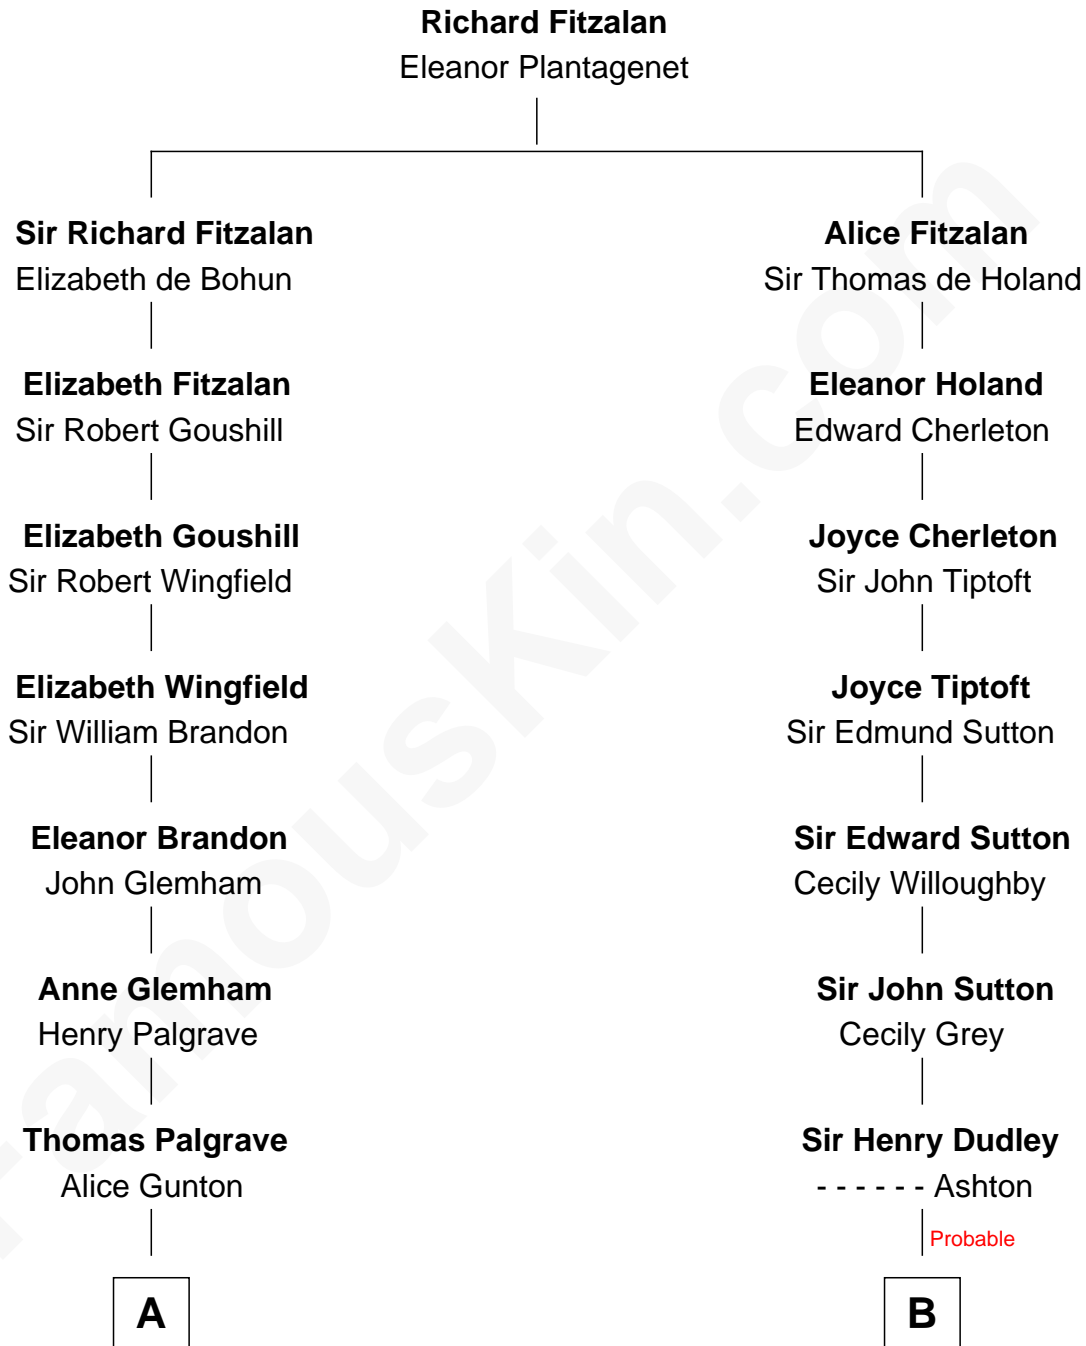 Richard Fitzalan
Eleanor Plantagenet
Sir Richard Fitzalan
Elizabeth de Bohun
Alice Fitzalan
Sir Thomas de Holand
Elizabeth Fitzalan
Sir Robert Goushill
Eleanor Holand
Edward Cherleton
Elizabeth Goushill
Sir Robert Wingfield
Joyce Cherleton
Sir John Tiptoft
Elizabeth Wingfield
Sir William Brandon
Joyce Tiptoft
Sir Edmund Sutton
Eleanor Brandon
John Glemham
Sir Edward Sutton
Cecily Willoughby
Anne Glemham
Henry Palgrave
Sir John Sutton
Cecily Grey
Thomas Palgrave
Alice Gunton
Sir Henry Dudley
- - - - - - Ashton
Probable
A
B
FamousKin.com